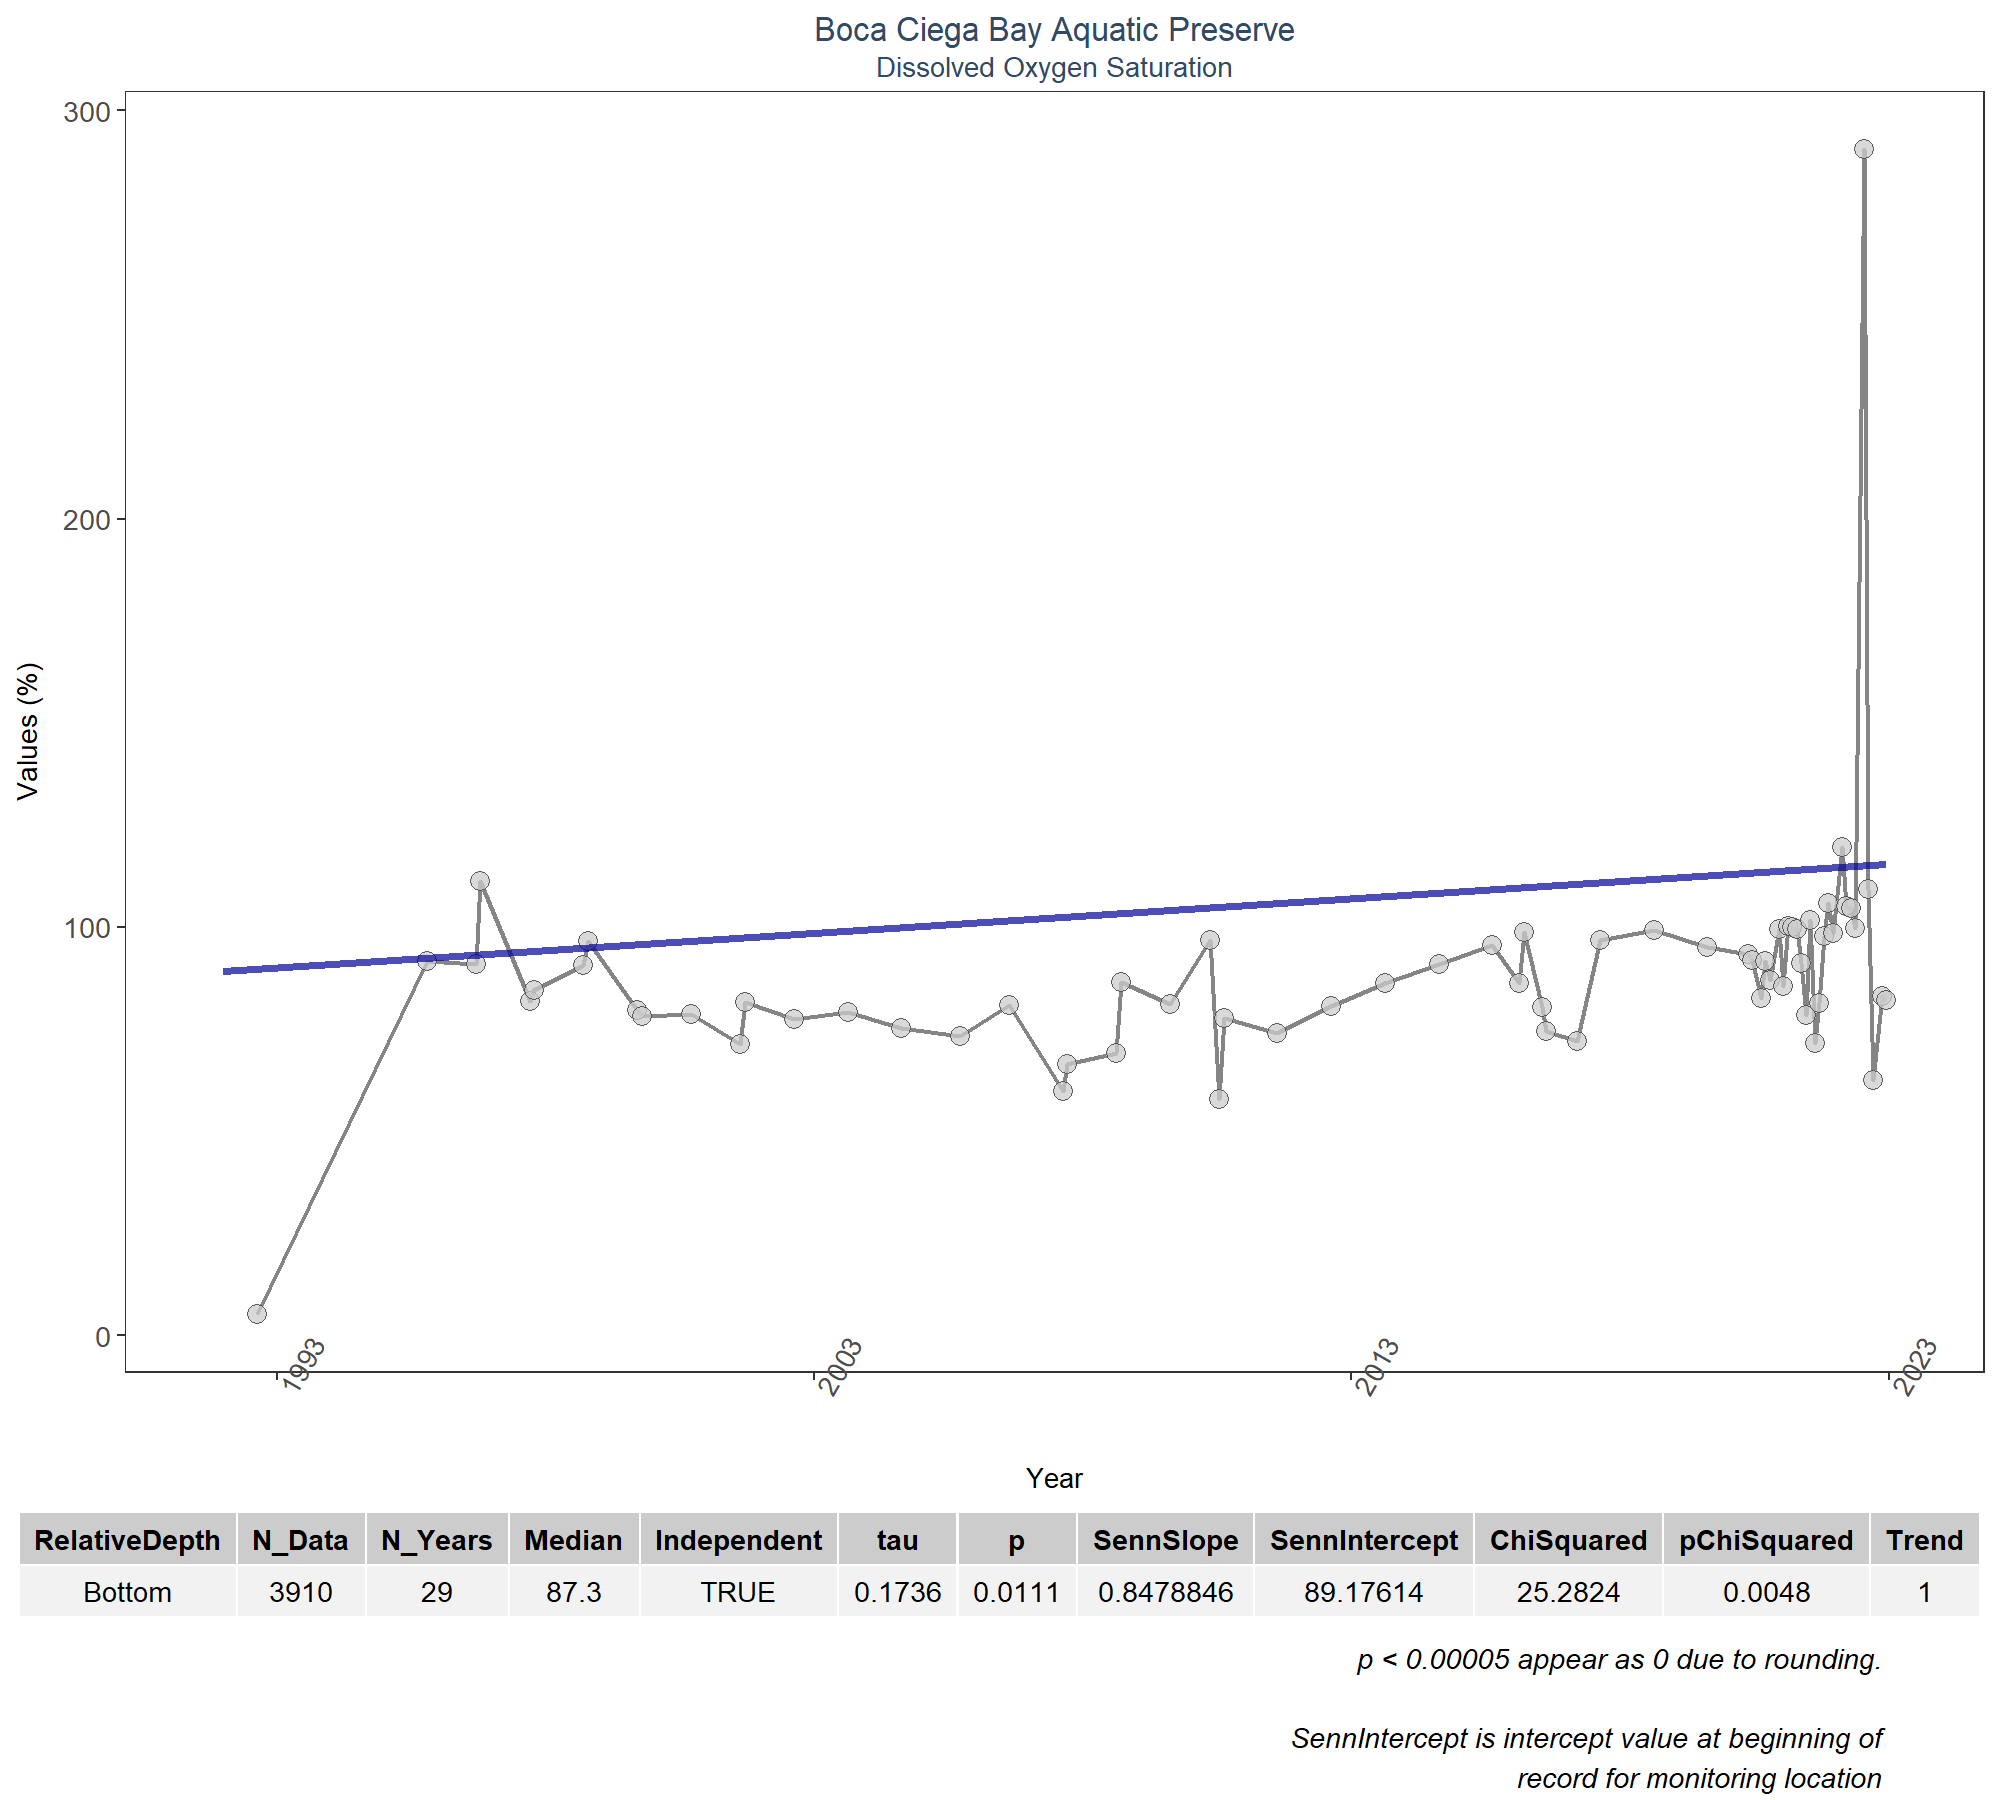 Boca Ciega Bay Aquatic Preserve
Dissolved Oxygen Saturation
300
200
100
0
Values (%)
1993 2003 2013 2023
Year
RelativeDepth N_Data N_Years Median Independent tau p SennSlope SennIntercept ChiSquared pChiSquared Trend
Bottom 3910 29 87.3 TRUE 0.1736 0.0111 0.8478846 89.17614 25.2824 0.0048 1
p < 0.00005 appear as 0 due to rounding.
SennIntercept is intercept value at beginning of
record for monitoring location